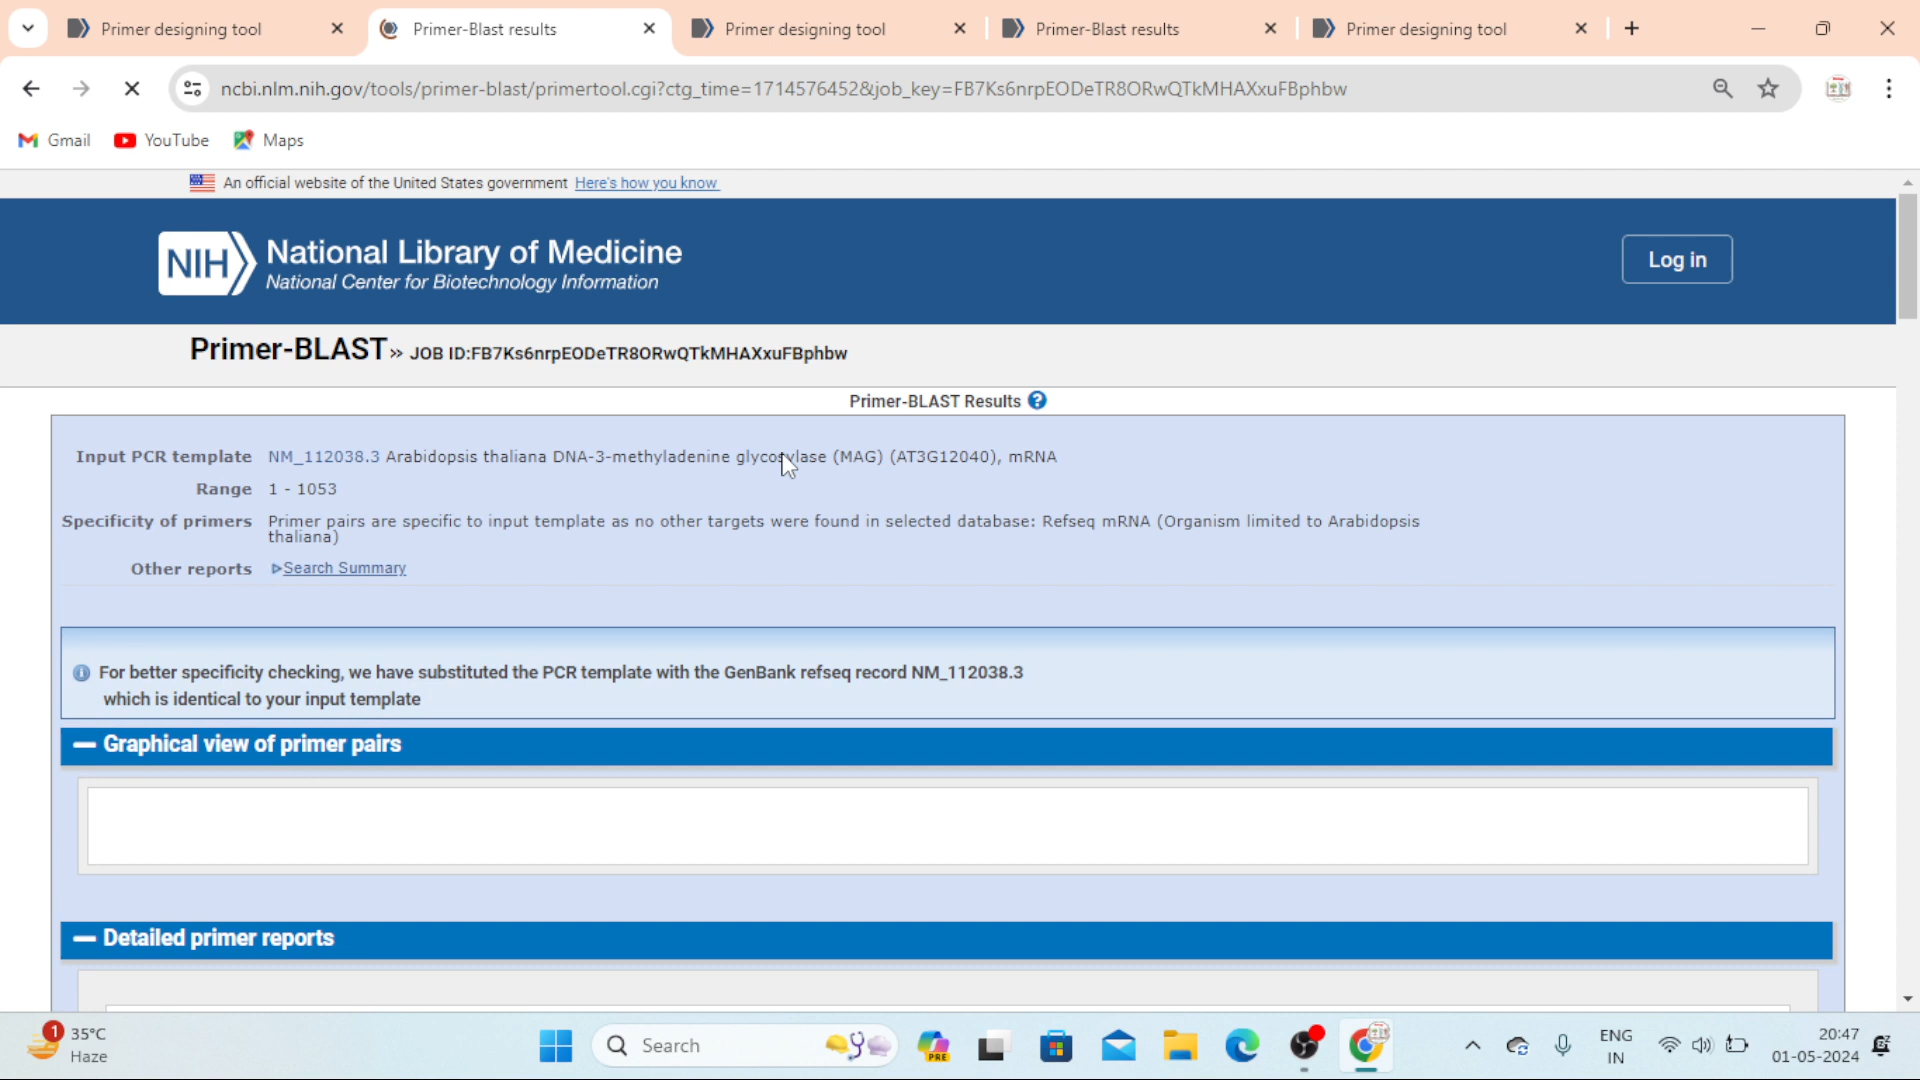 Primer designing tool
Primer-Blast results
Primer designing tool
Primer-Blast results
Primer designing tool
ncbi.nlm.nih.gov/tools/primer-blast/primertool.cgi?ctg_time=1714576452&job_key=FB7Ks6nrpEODeTR8ORwQTkMHAXxuFBphbw
Gmail
YouTube
Maps
An official website of the United States government Here's how you know
NIH National Library of Medicine
National Center for Biotechnology Information
Log in
Primer-BLAST » JOB ID:FB7Ks6nrpEODeTR8ORwQTkMHAXxuFBphbw
Primer-BLAST Results ?
Input PCR template NM_112038.3 Arabidopsis thaliana DNA-3-methyladenine glycosylase (MAG) (AT3G12040), mRNA
Range 1 - 1053
Specificity of primers Primer pairs are specific to input template as no other targets were found in selected database: Refseq mRNA (Organism limited to Arabidopsis
thaliana)
Other reports Search Summary
For better specificity checking, we have substituted the PCR template with the GenBank refseq record NM_112038.3
which is identical to your input template
Graphical view of primer pairs
Detailed primer reports
1
35°C
Haze
Search
PRE
ENG
IN
20:47
01-05-2024